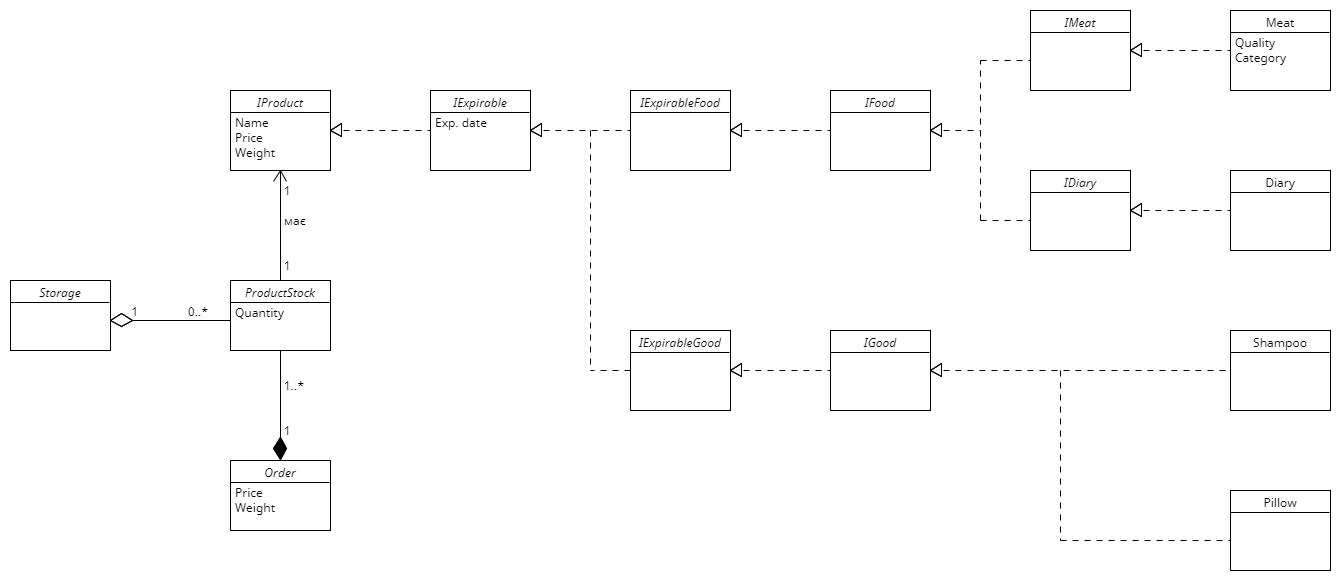 IMeat
Meat
Quality
Category
IProduct
Name
Price
Weight
IExpirable
Exp. date
IExpirableFood
IFood
IDiary
Diary
1
має
1
Storage
1
0..*
ProductStock
Quantity
IExpirableGood
IGood
Shampoo
1..*
1
Order
Price
Weight
Pillow